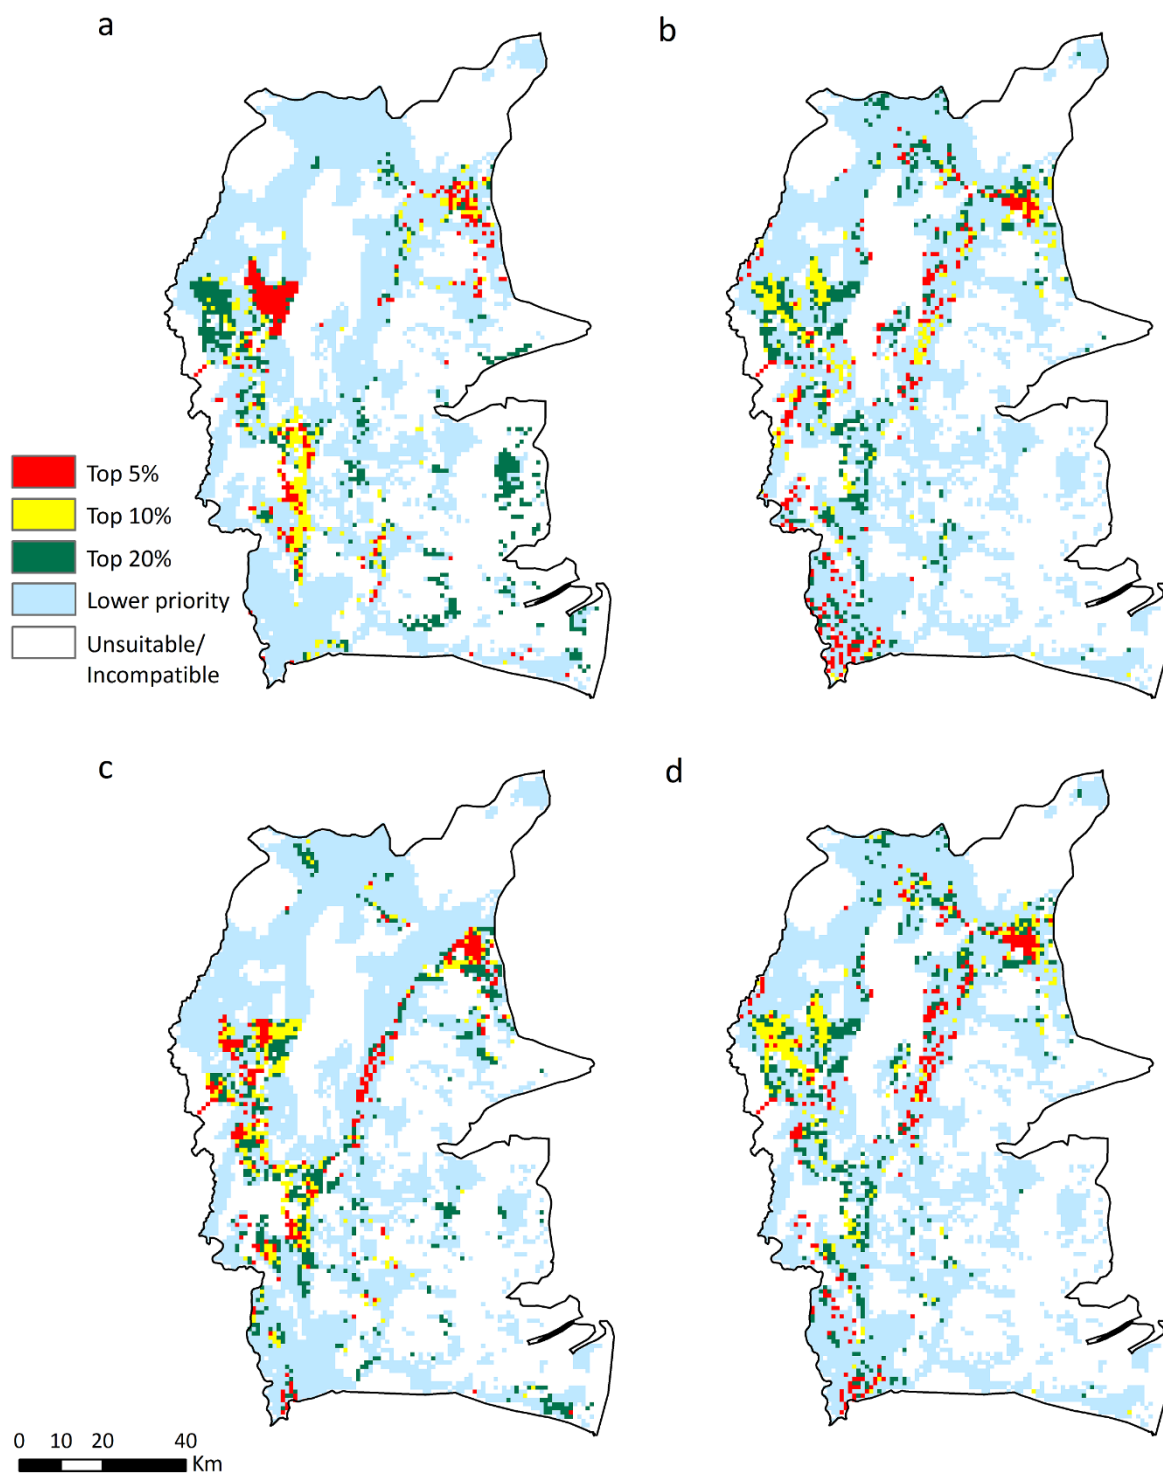 a
b
Top 5%
Top 10%
Top 20%
Lower priority
Unsuitable/
Incompatible
c
d
0 10 20 40
Km